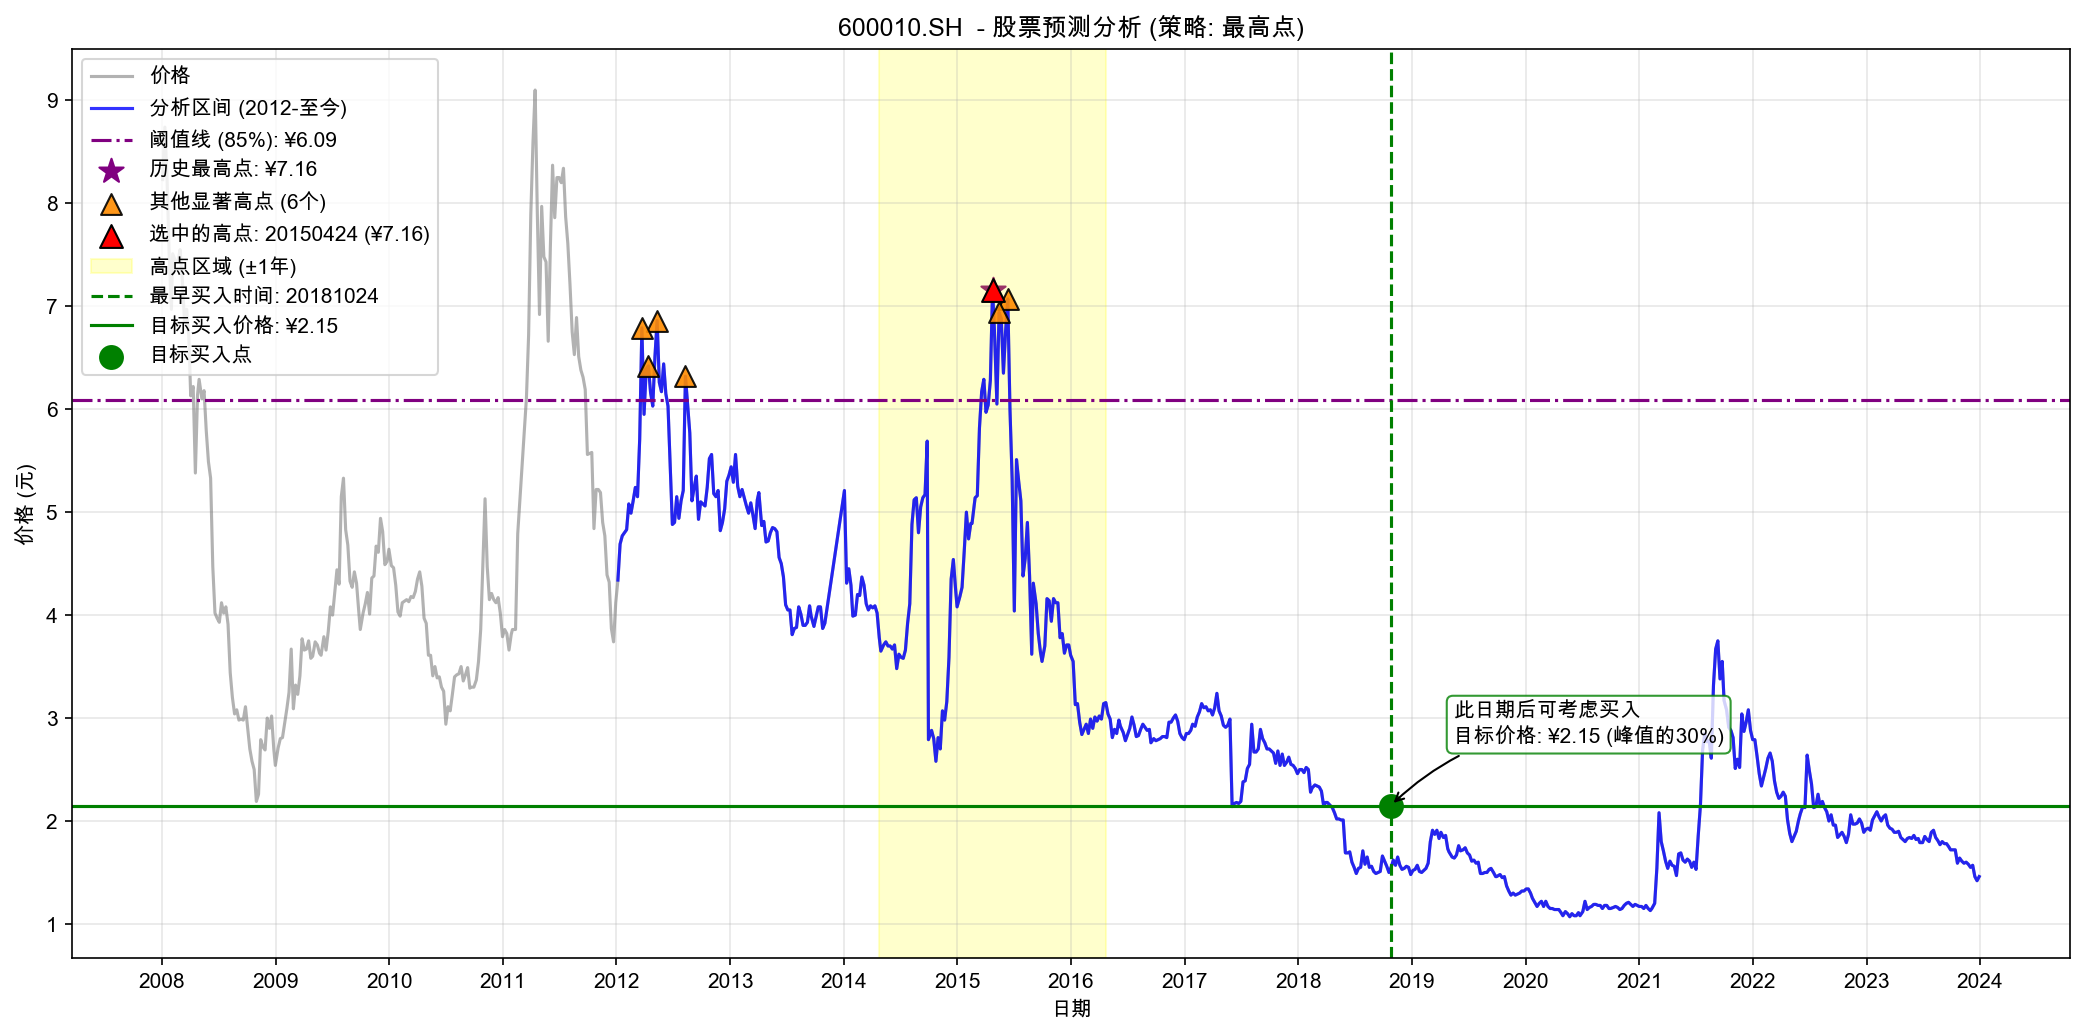 600010.SH - 股票预测分析 (策略: 最高点)
价格
分析区间 (2012-至今)
阈值线 (85%): ¥6.09
历史最高点: ¥7.16
其他显著高点 (6个)
选中的高点: 20150424 (¥7.16)
高点区域 (±1年)
最早买入时间: 20181024
目标买入价格: ¥2.15
目标买入点
价格 (元)
9
8
7
6
5
4
3
2
1
此日期后可考虑买入
目标价格: ¥2.15 (峰值的30%)
2008 2009 2010 2011 2012 2013 2014 2015 2016 2017 2018 2019 2020 2021 2022 2023 2024
日期